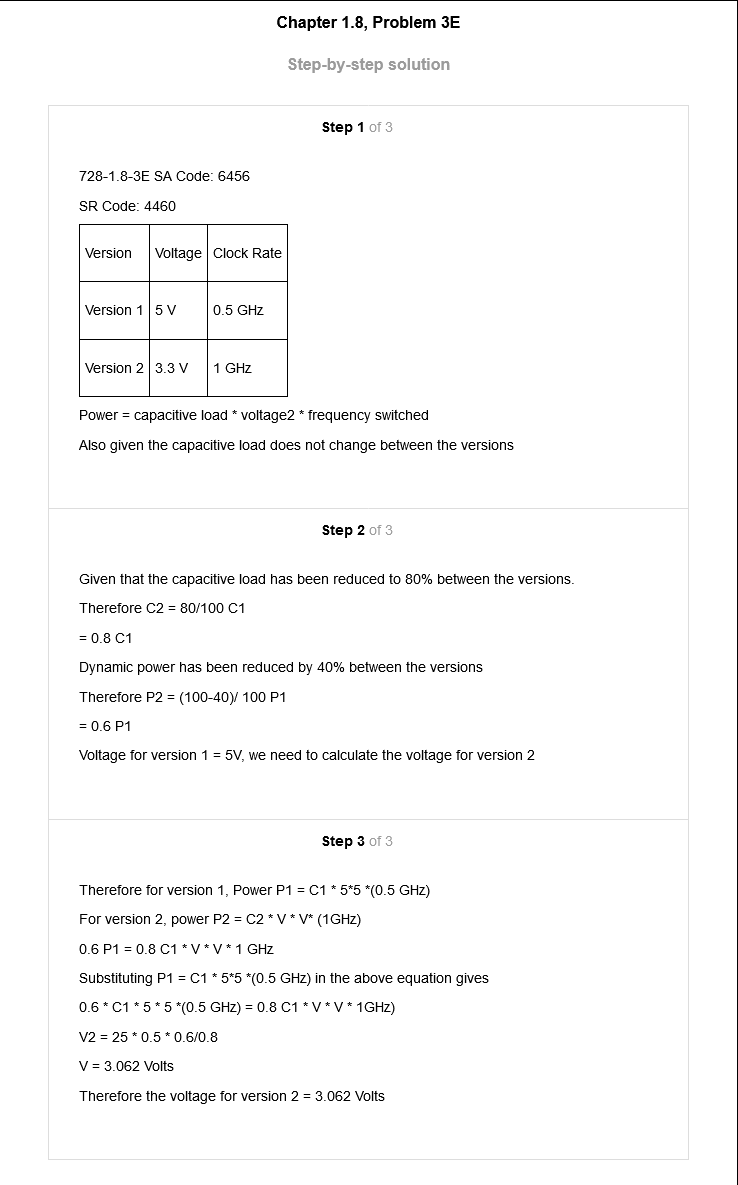 Chapter 1.8, Problem 3E
Step-by-step solution
Step 1 of 3
728-1.8-3E SA Code: 6456
SR Code: 4460
Version Voltage Clock Rate
Version 1 5 V 0.5 GHz
Version 2 3.3 V 1 GHz
Power = capacitive load * voltage2 * frequency switched
Also given the capacitive load does not change between the versions
Step 2 of 3
Given that the capacitive load has been reduced to 80% between the versions.
Therefore C2 = 80/100 C1
= 0.8 C1
Dynamic power has been reduced by 40% between the versions
Therefore P2 = (100-40)/ 100 P1
= 0.6 P1
Voltage for version 1 = 5V, we need to calculate the voltage for version 2
Step 3 of 3
Therefore for version 1, Power P1 = C1 * 5*5 *(0.5 GHz)
For version 2, power P2 = C2 * V * V* (1GHz)
0.6 P1 = 0.8 C1 * V * V * 1 GHz
Substituting P1 = C1 * 5*5 *(0.5 GHz) in the above equation gives
0.6 * C1 * 5 * 5 *(0.5 GHz) = 0.8 C1 * V * V * 1GHz)
V2 = 25 * 0.5 * 0.6/0.8
V = 3.062 Volts
Therefore the voltage for version 2 = 3.062 Volts